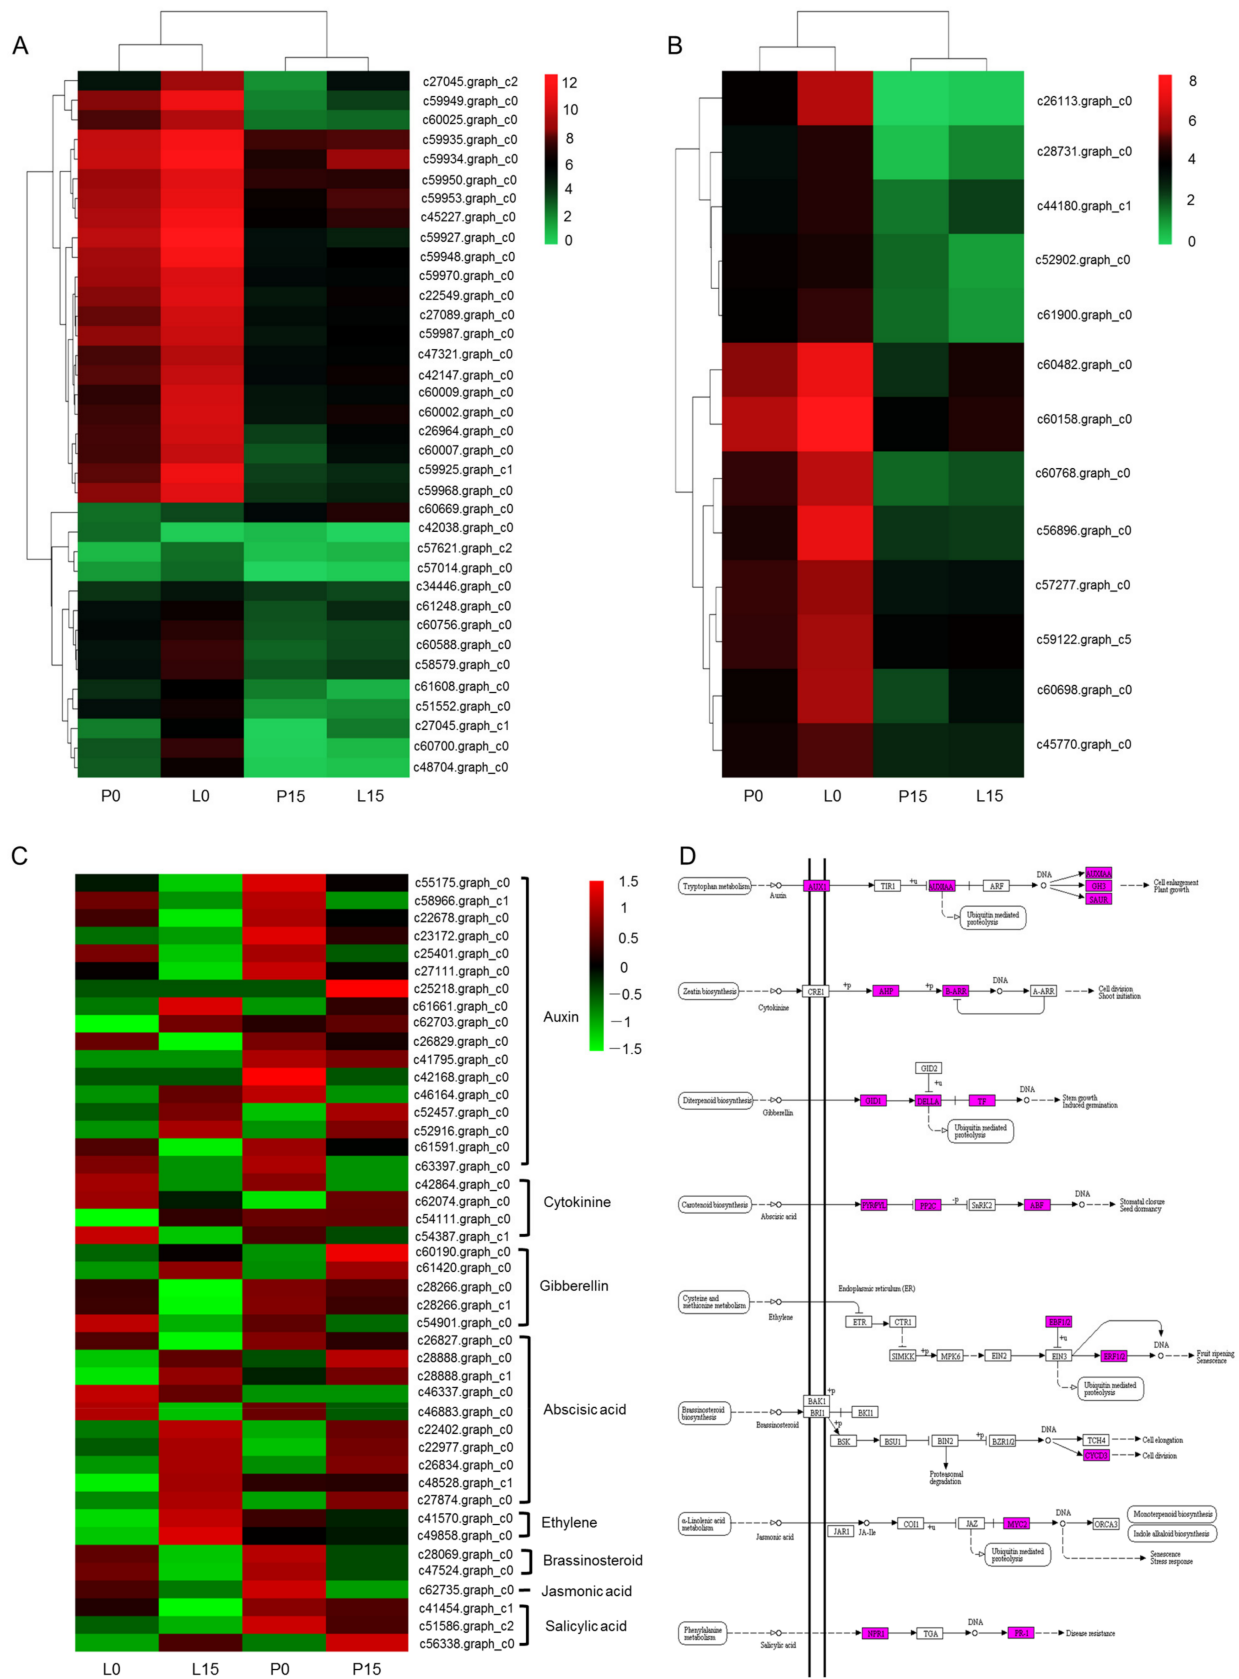 A
c27045.graph_c2
c59949.graph_c0
c60025.graph_c0
c59935.graph_c0
c59934.graph_c0
c59950.graph_c0
c59953.graph_c0
c45227.graph_c0
c59927.graph_c0
c59948.graph_c0
c59970.graph_c0
c22549.graph_c0
c27089.graph_c0
c59987.graph_c0
c47321.graph_c0
c42147.graph_c0
c60009.graph_c0
c60002.graph_c0
c26964.graph_c0
c60007.graph_c0
c59925.graph_c1
c59968.graph_c0
c60669.graph_c0
c42038.graph_c0
c57621.graph_c2
c57014.graph_c0
c34446.graph_c0
c61248.graph_c0
c60756.graph_c0
c60588.graph_c0
c58579.graph_c0
c61608.graph_c0
c51552.graph_c0
c27045.graph_c1
c60700.graph_c0
c48704.graph_c0
12
10
8
6
4
2
0
P0 L0 P15 L15
B
c26113.graph_c0
c28731.graph_c0
c44180.graph_c1
c52902.graph_c0
c61900.graph_c0
c60482.graph_c0
c60158.graph_c0
c60768.graph_c0
c56896.graph_c0
c57277.graph_c0
c59122.graph_c5
c60698.graph_c0
c45770.graph_c0
8
6
4
2
0
P0 L0 P15 L15
C
c55175.graph_c0
c58966.graph_c1
c22678.graph_c0
c23172.graph_c0
c25401.graph_c0
c27111.graph_c0
c25218.graph_c0
c61661.graph_c0
c62703.graph_c0
c26829.graph_c0
c41795.graph_c0
c42168.graph_c0
c46164.graph_c0
c52457.graph_c0
c52916.graph_c0
c61591.graph_c0
c63397.graph_c0
c42864.graph_c0
c62074.graph_c0
c54111.graph_c0
c54387.graph_c1
c60190.graph_c0
c61420.graph_c0
c28266.graph_c0
c28266.graph_c1
c54901.graph_c0
c26827.graph_c0
c28888.graph_c0
c28888.graph_c1
c46337.graph_c0
c46883.graph_c0
c22402.graph_c0
c22977.graph_c0
c26834.graph_c0
c48528.graph_c1
c27874.graph_c0
c41570.graph_c0
c49858.graph_c0
c28069.graph_c0
c47524.graph_c0
c62735.graph_c0
c41454.graph_c1
c51586.graph_c2
c56338.graph_c0
Auxin
Cytokinine
Gibberellin
Abscisic acid
Ethylene
Brassinosteroid
Jasmonic acid
Salicylic acid
1.5
1
0.5
0
−0.5
−1
−1.5
L0 L15 P0 P15
D
Tryptophan metabolism
Auxin
AUX1
TIR1
+u
AUX/IAA
ARF
DNA
AUX/IAA
GH3
SAUR
Cell enlargement
Plant growth
Ubiquitin mediated
proteolysis
Zeatin biosynthesis
Cytokinine
CRE1
+p
AHP
+p
B-ARR
DNA
A-ARR
Cell division
Shoot initiation
GID2
+u
Diterpenoid biosynthesis
Gibberellin
GID1
DELLA
TF
DNA
Stem growth
Induced germination
Ubiquitin mediated
proteolysis
Carotenoid biosynthesis
Abscisic acid
PYR/PYL
PP2C
-p
SnRK2
ABF
DNA
Stomatal closure
Seed dormancy
Cysteine and
methionine metabolism
Ethylene
Endoplasmic reticulum (ER)
ETR
CTR1
SIMKK
+p
MPK6
EIN2
EBF1/2
+u
EIN3
ERF1/2
DNA
Fruit ripening
Senescence
Ubiquitin mediated
proteolysis
Brassinosteroid
biosynthesis
Brassinosteroid
BAK1
+p
BRI1
BKI1
+p
BSK
BSU1
BIN2
+p
BZR1/2
DNA
TCH4
Cell elongation
CYCD3
Cell division
Proteasomal
degradation
α-Linolenic acid
metabolism
Jasmonic acid
JAR1
JA-Ile
COI1
+u
JAZ
MYC2
DNA
ORCA3
Monoterpenoid biosynthesis
Indole alkaloid biosynthesis
Senescence
Stress response
Ubiquitin mediated
proteolysis
Phenylalanine
metabolism
Salicylic acid
NPR1
TGA
DNA
PR-1
Disease resistance